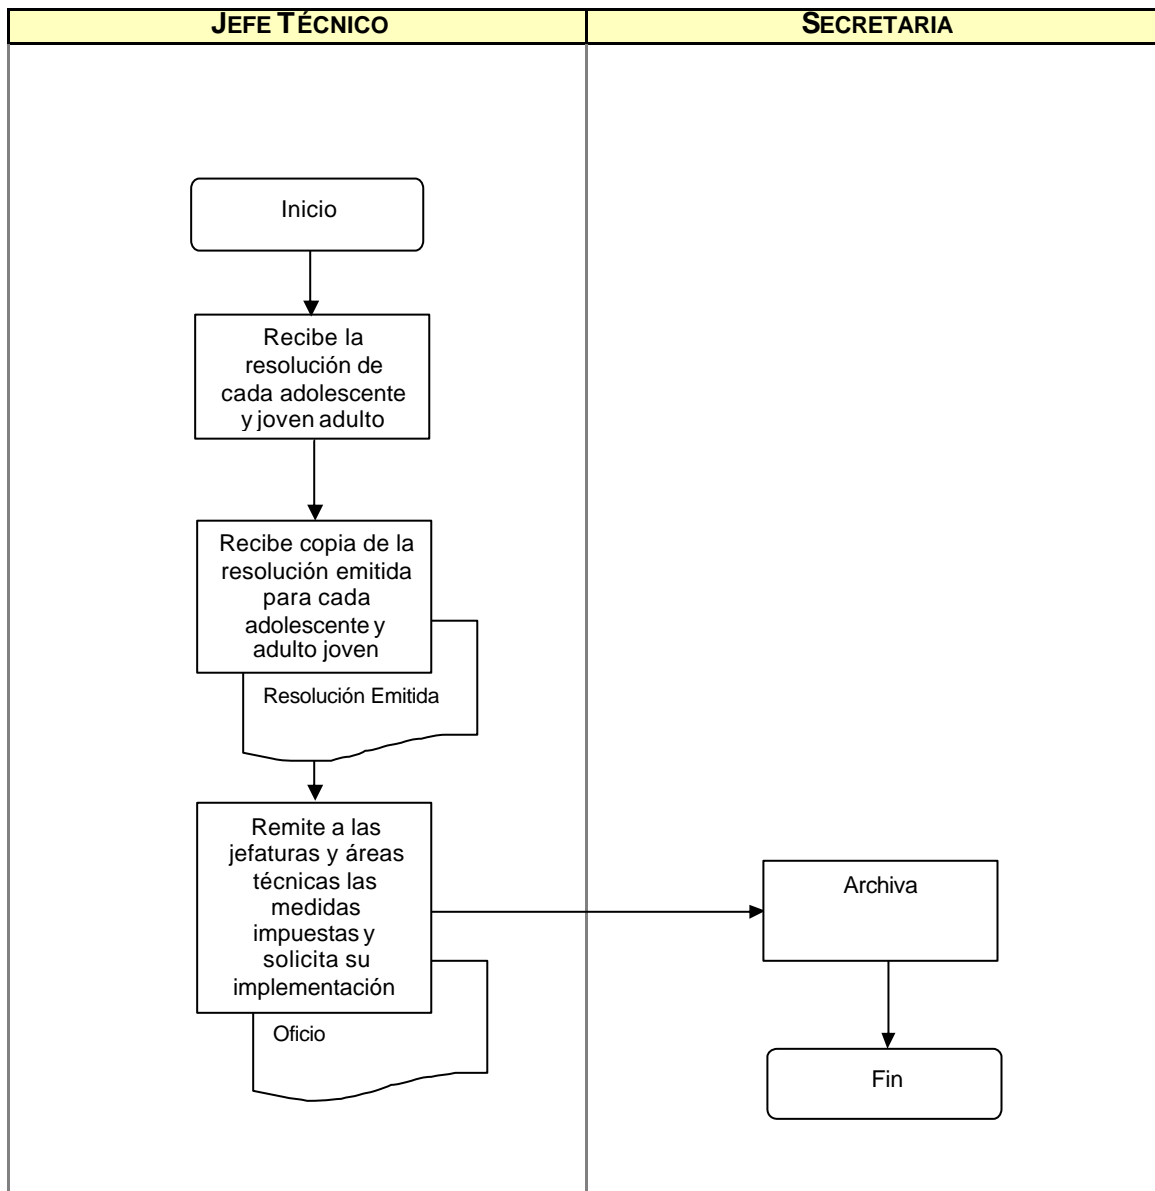 JEFE TÉCNICO
SECRETARIA
Inicio
Recibe la
resolución de
cada adolescente
y joven adulto
Recibe copia de la
resolución emitida
para cada
adolescente y
adulto joven
Resolución Emitida
Remite a las
jefaturas y áreas
técnicas las
medidas
impuestas y
solicita su
implementación
Oficio
Archiva
Fin